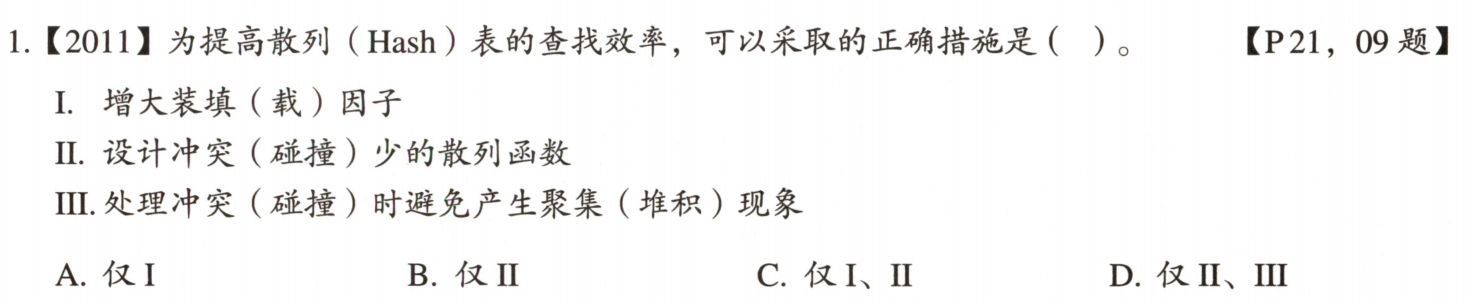 1.【2011】为提高散列（Hash）表的查找效率，可以采取的正确措施是（ ）。 【P21，09 题】
I. 增大装填（载）因子
II. 设计冲突（碰撞）少的散列函数
III. 处理冲突（碰撞）时避免产生聚集（堆积）现象
A. 仅 I B. 仅 II C. 仅 I、II D. 仅 II、III